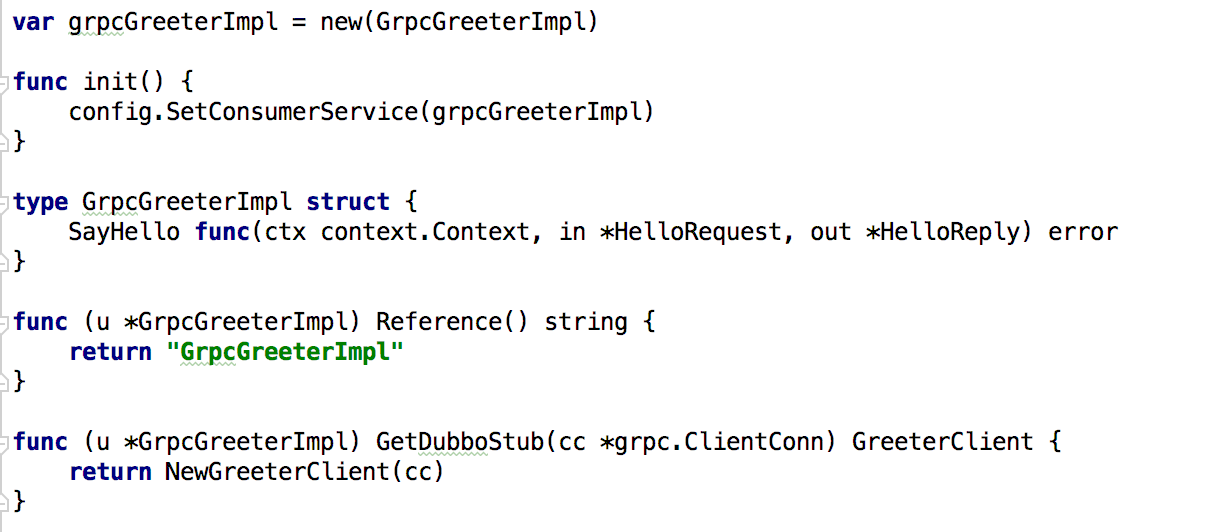 var grpcGreeterImpl = new(GrpcGreeterImpl)
func init() {
    config.SetConsumerService(grpcGreeterImpl)
}
type GrpcGreeterImpl struct {
    SayHello func(ctx context.Context, in *HelloRequest, out *HelloReply) error
}
func (u *GrpcGreeterImpl) Reference() string {
    return "GrpcGreeterImpl"
}
func (u *GrpcGreeterImpl) GetDubboStub(cc *grpc.ClientConn) GreeterClient {
    return NewGreeterClient(cc)
}